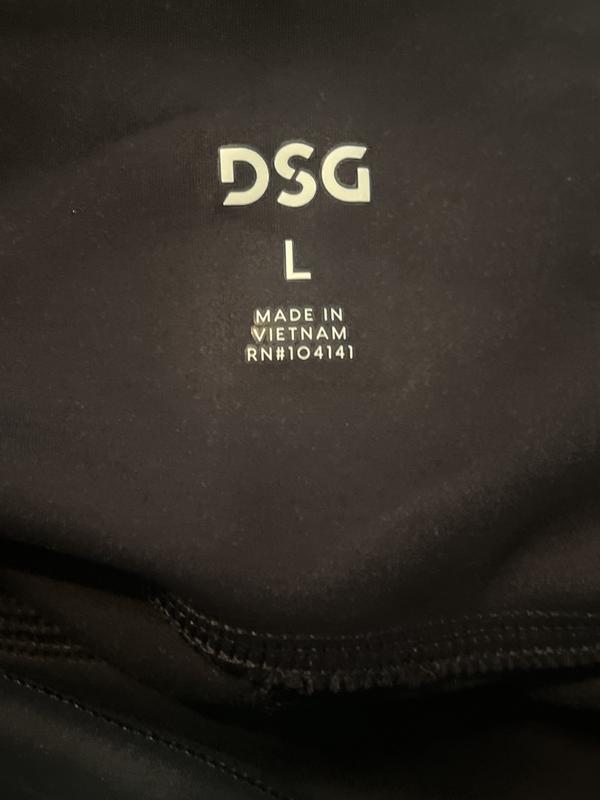 DSG
L
MADE IN
VIETNAM
RN#104141